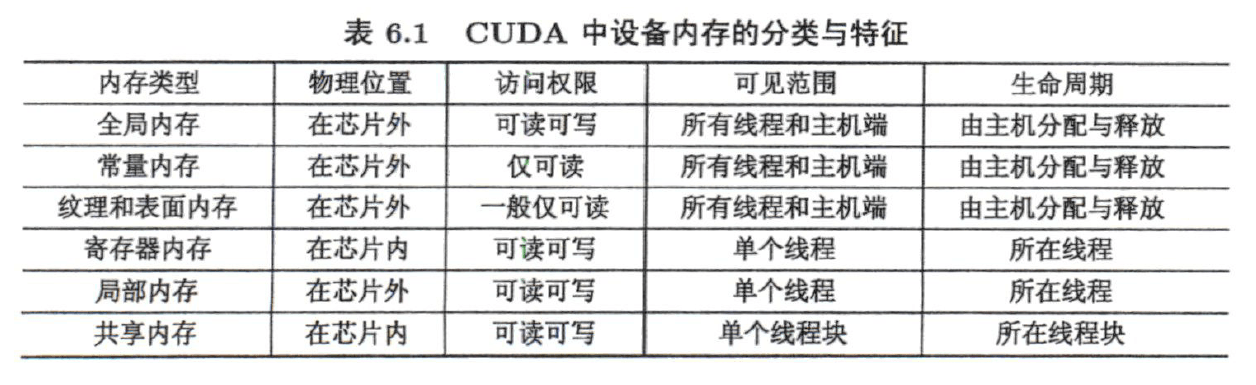 表 6.1 CUDA 中设备内存的分类与特征
内存类型 物理位置 访问权限 可见范围 生命周期
全局内存 在芯片外 可读可写 所有线程和主机端 由主机分配与释放
常量内存 在芯片外 仅可读 所有线程和主机端 由主机分配与释放
纹理和表面内存 在芯片外 一般仅可读 所有线程和主机端 由主机分配与释放
寄存器内存 在芯片内 可读可写 单个线程 所在线程
局部内存 在芯片外 可读可写 单个线程 所在线程
共享内存 在芯片内 可读可写 单个线程块 所在线程块